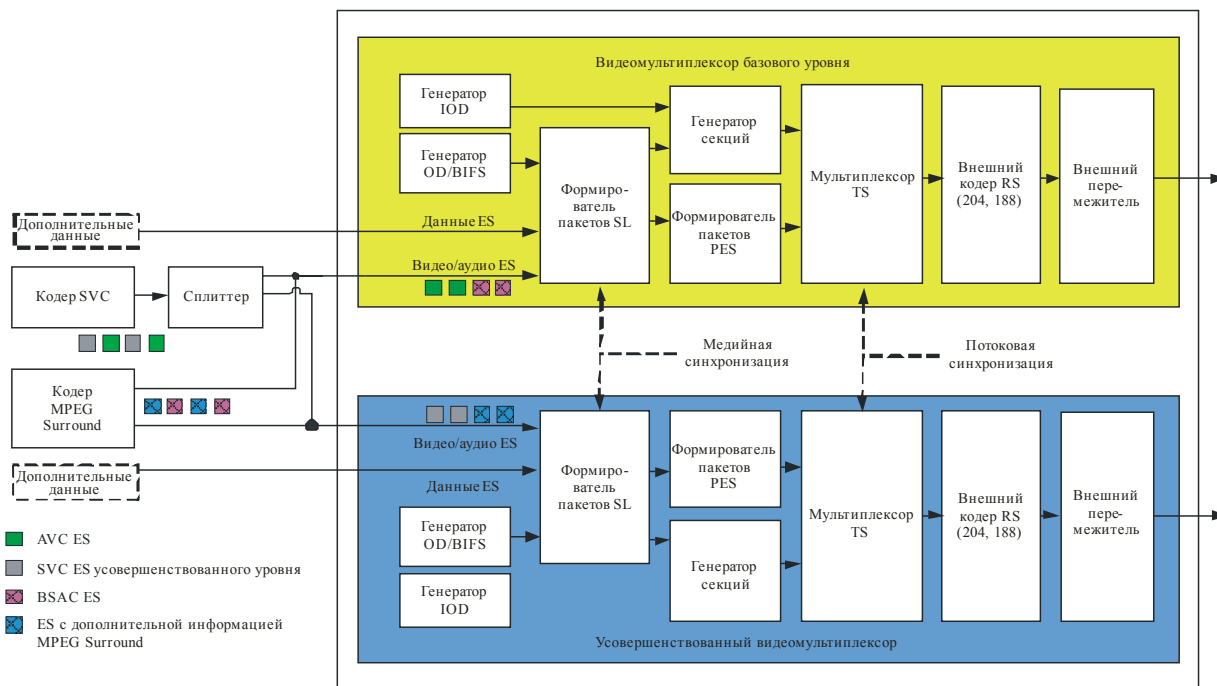 Видеомультиплексор базового уровня
Генератор
IOD
Генератор
секций
Генератор
OD/BIFS
Формиро-
ватель
пакетов SL
Формирователь
пакетов
PES
Мультиплексор
TS
Внешний
кодер RS
(204, 188)
Внешний
пере-
межитель
Дополнительные
данные
Данные ES
Видео/аудио ES
Кодер SVC
Сплиттер
Медийная
синхронизация
Потоковая
синхронизация
Кодер
MPEG
Surround
Видео/аудио ES
Дополнительные
данные
Данные ES
Формиро-
ватель
пакетов SL
Формирователь
пакетов
PES
Мультиплексор
TS
Внешний
кодер RS
(204, 188)
Внешний
пере-
межитель
Генератор
OD/BIFS
Генератор
секций
Генератор
IOD
Усовершенствованный видеомультиплексор
AVC ES
SVC ES усовершенствованного уровня
BSAC ES
ES с дополнительной информацией
MPEG Surround